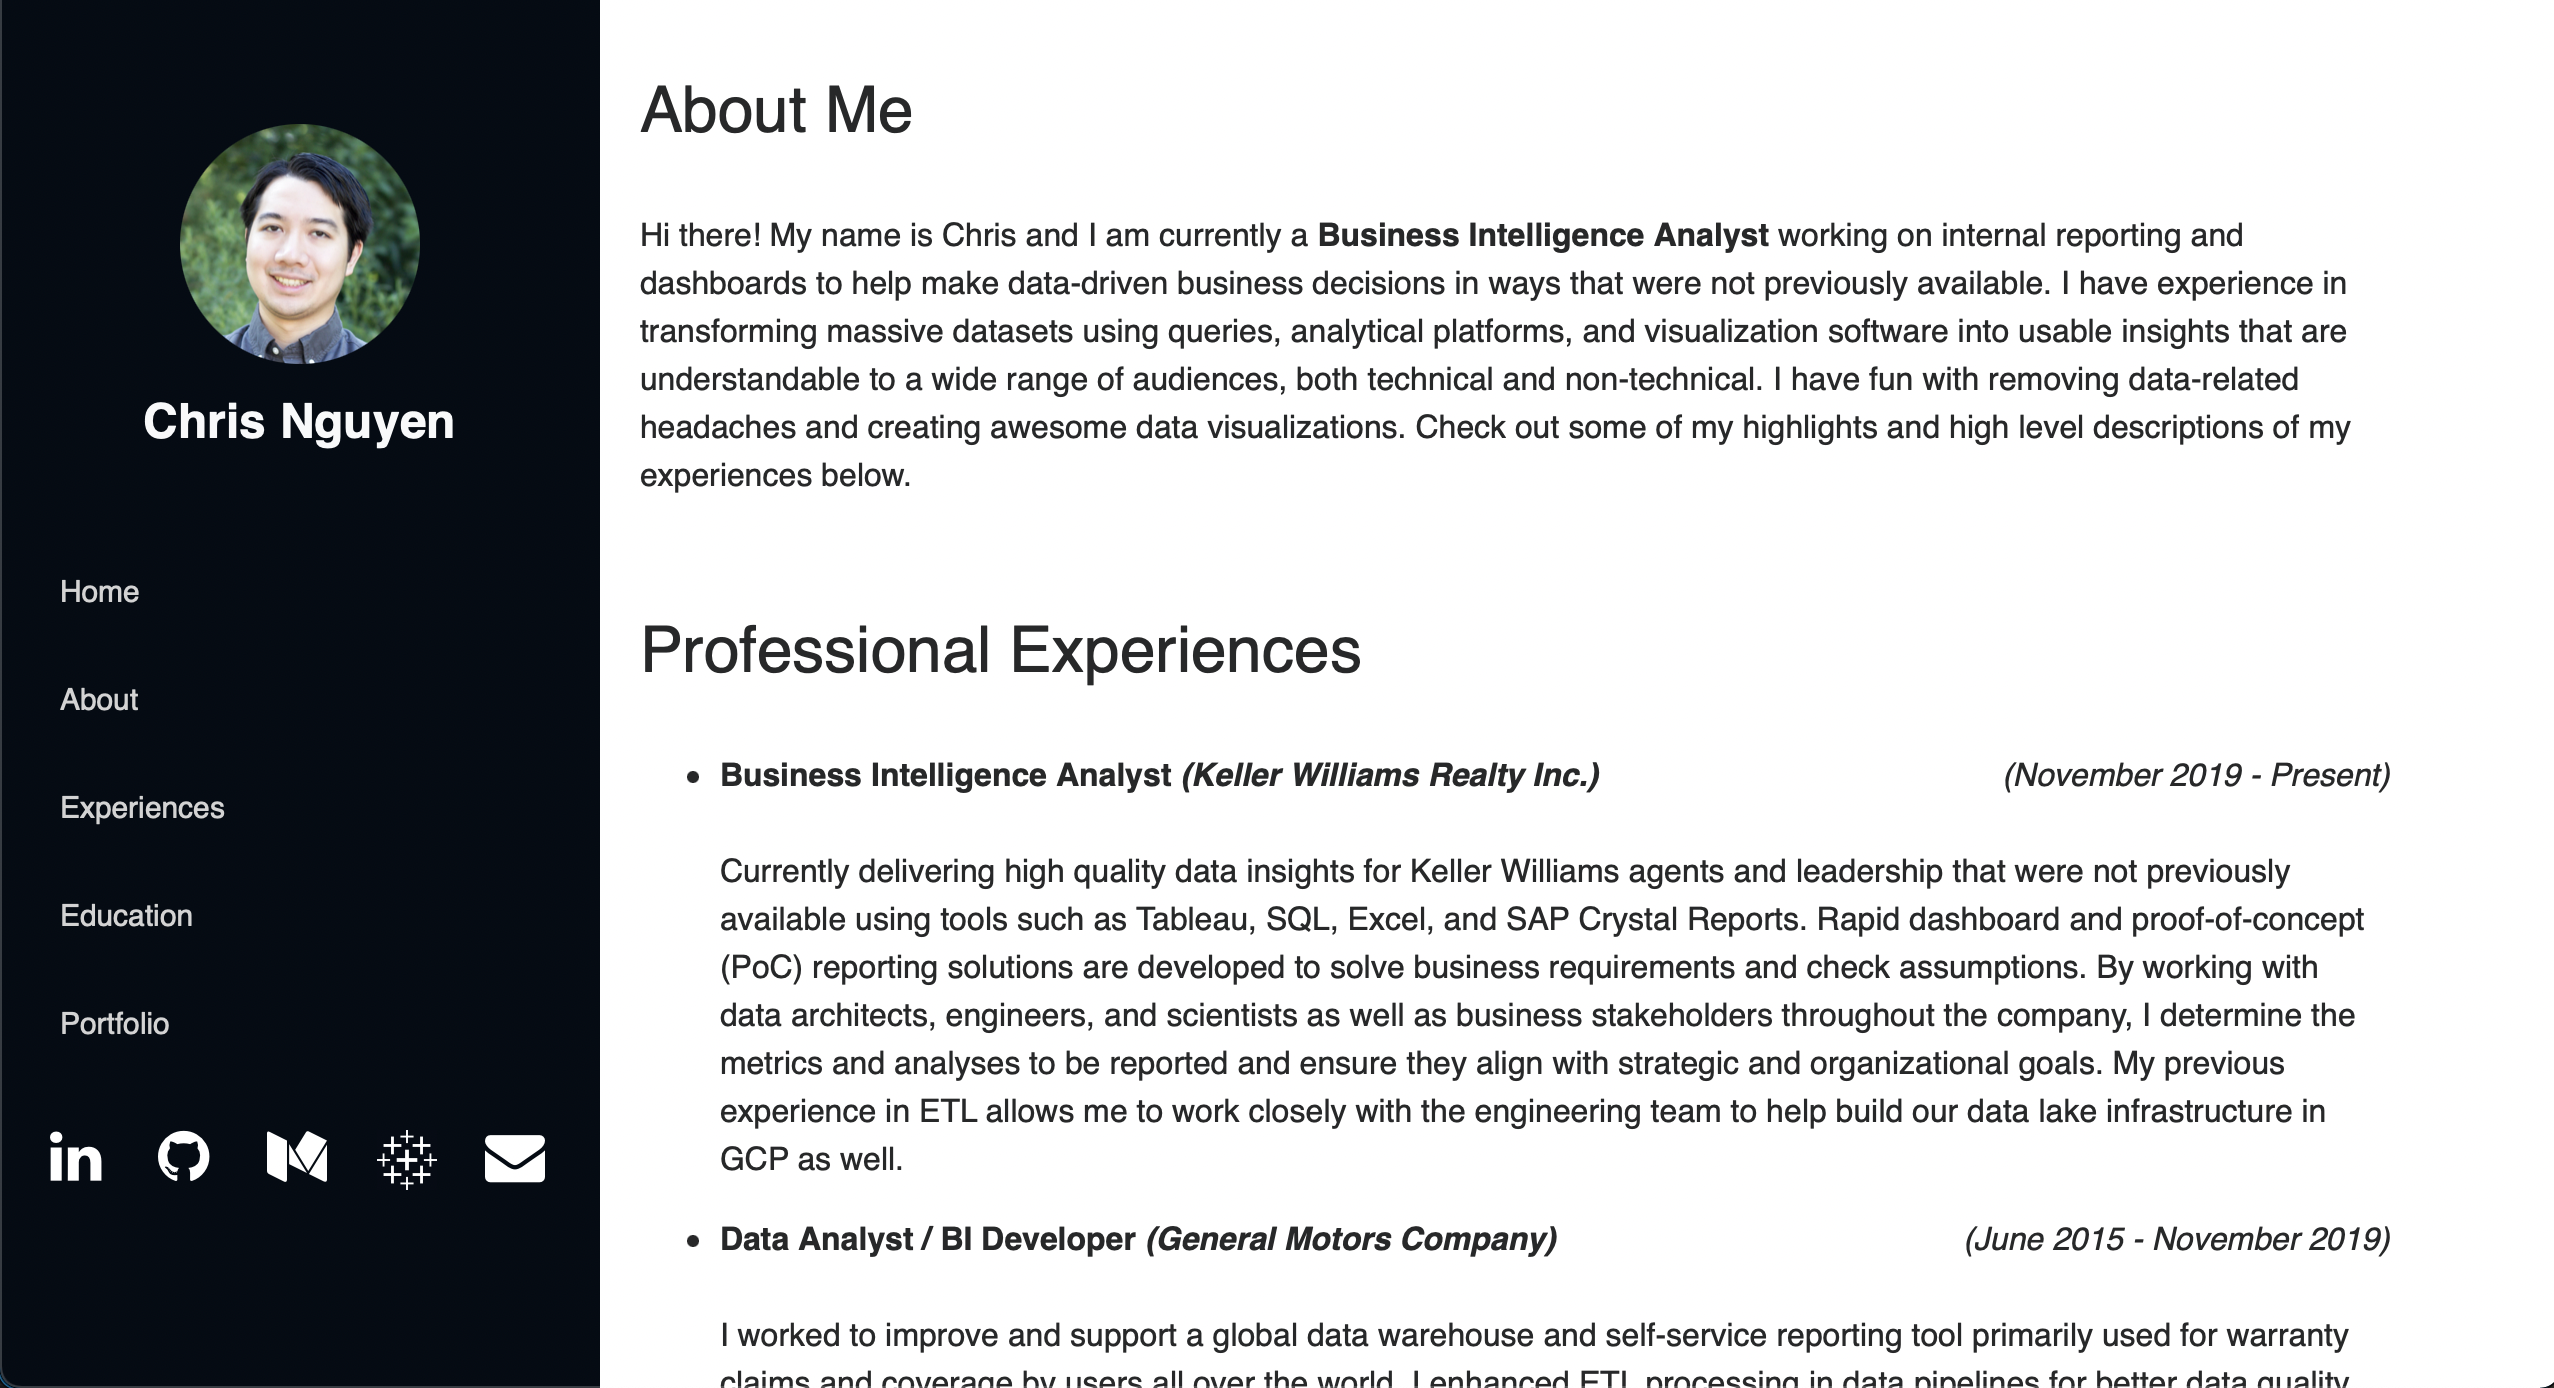 Chris Nguyen
Home
About
Experiences
Education
Portfolio
in
About Me
Hi there! My name is Chris and I am currently a Business Intelligence Analyst working on internal reporting and
dashboards to help make data-driven business decisions in ways that were not previously available. I have experience in
transforming massive datasets using queries, analytical platforms, and visualization software into usable insights that are
understandable to a wide range of audiences, both technical and non-technical. I have fun with removing data-related
headaches and creating awesome data visualizations. Check out some of my highlights and high level descriptions of my
experiences below.
Professional Experiences
• Business Intelligence Analyst (Keller Williams Realty Inc.) (November 2019 - Present)
Currently delivering high quality data insights for Keller Williams agents and leadership that were not previously
available using tools such as Tableau, SQL, Excel, and SAP Crystal Reports. Rapid dashboard and proof-of-concept
(PoC) reporting solutions are developed to solve business requirements and check assumptions. By working with
data architects, engineers, and scientists as well as business stakeholders throughout the company, I determine the
metrics and analyses to be reported and ensure they align with strategic and organizational goals. My previous
experience in ETL allows me to work closely with the engineering team to help build our data lake infrastructure in
GCP as well.
• Data Analyst / BI Developer (General Motors Company) (June 2015 - November 2019)
I worked to improve and support a global data warehouse and self-service reporting tool primarily used for warranty
claims and coverage by users all over the world. I enhanced ETL processing in data pipelines for better data quality